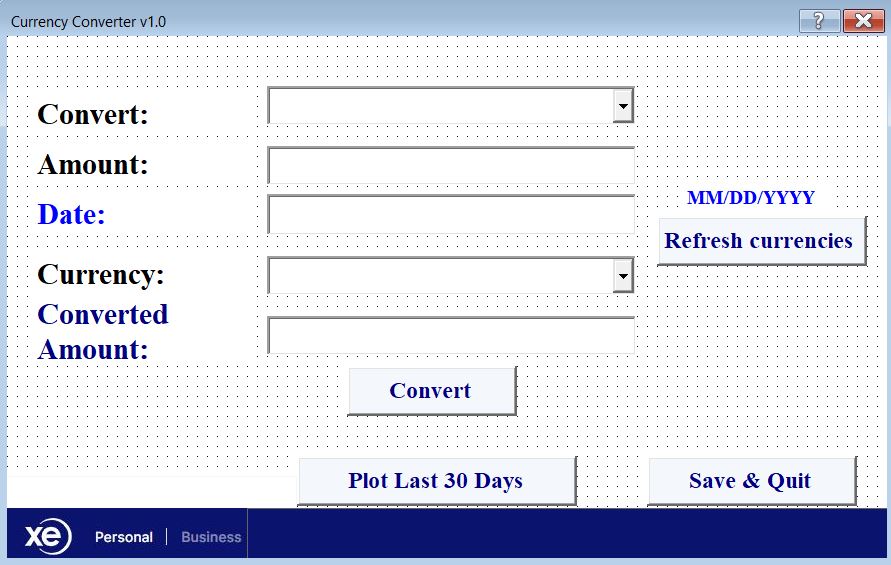 Currency Converter v1.0
?
Convert:
Amount:
Date:
MM/DD/YYYY
Refresh currencies
Currency:
Converted
Amount:
Convert
Plot Last 30 Days
Save & Quit
xe Personal | Business